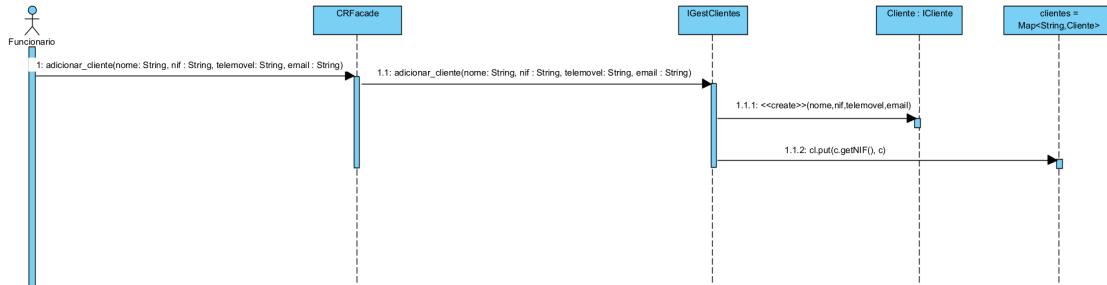 CRFacade
IGestClientes
Cliente : ICliente
clientes =
Map<String,Cliente>
Funcionario
1: adicionar_cliente(nome: String, nif : String, telemovel: String, email : String)
1.1: adicionar_cliente(nome: String, nif : String, telemovel: String, email : String)
1.1.1: <<create>>(nome,nif,telemovel,email)
1.1.2: cl.put(c.getNIF(), c)